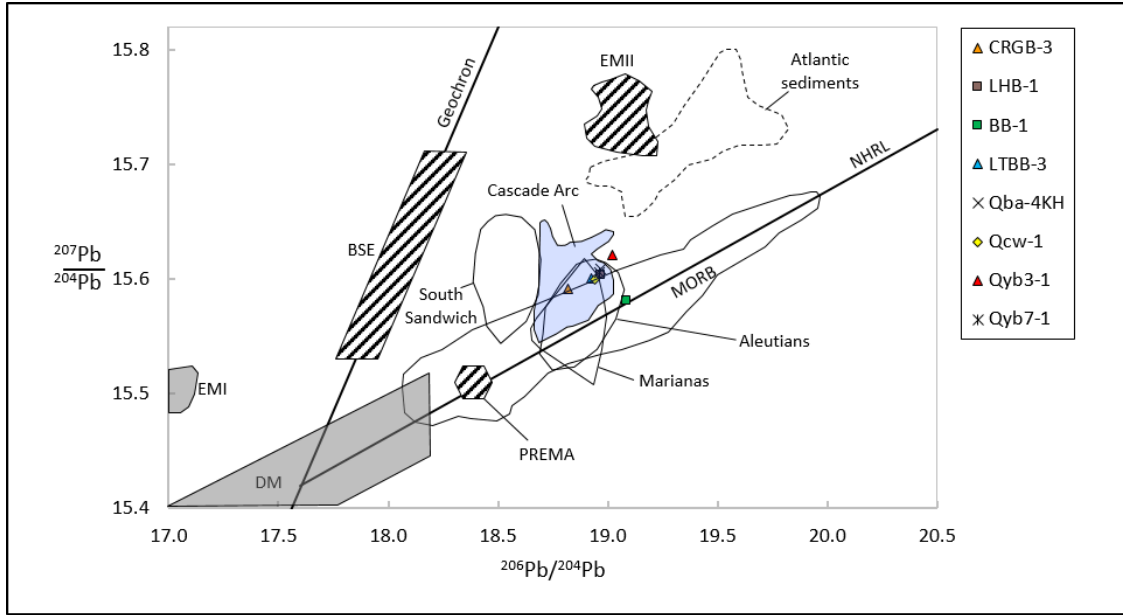 15.8
15.7
15.6
15.5
15.4
²⁰⁷Pb
²⁰⁴Pb
17.0
17.5
18.0
18.5
19.0
19.5
20.0
20.5
²⁰⁶Pb/²⁰⁴Pb
Geochron
EMII
Atlantic
sediments
NHRL
Cascade Arc
BSE
South
Sandwich
MORB
Aleutians
Marianas
EMI
PREMA
DM
CRGB-3
LHB-1
BB-1
LTBB-3
Qba-4KH
Qcw-1
Qyb3-1
Qyb7-1